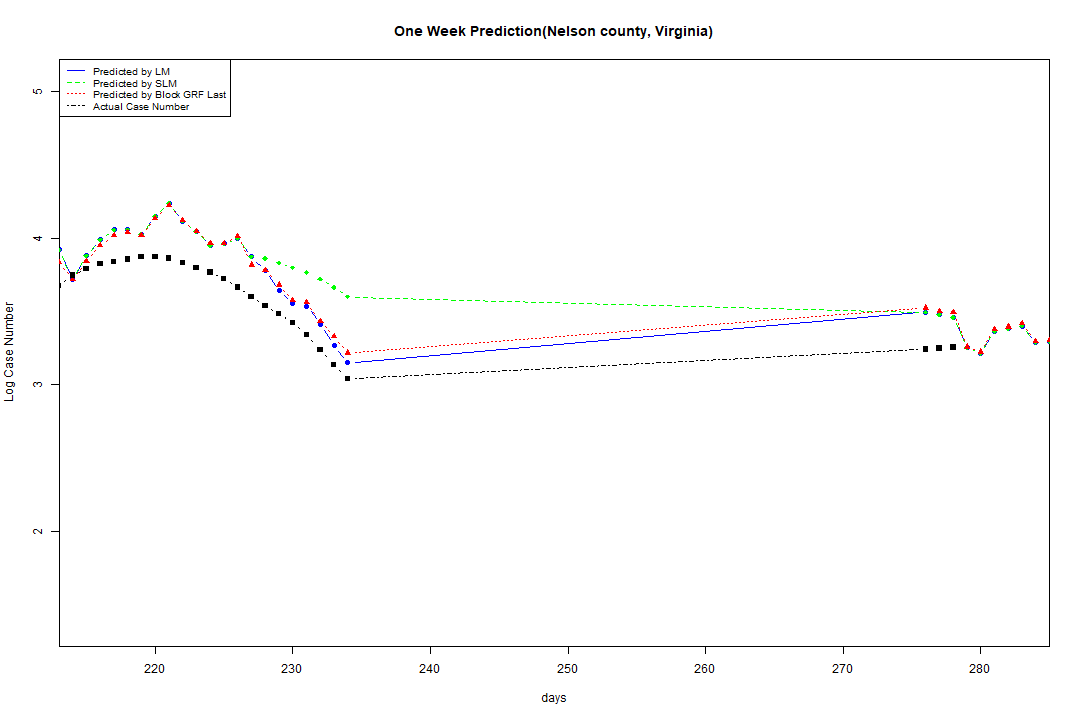 One Week Prediction(Nelson county, Virginia)
Predicted by LM
Predicted by SLM
Predicted by Block GRF Last
Actual Case Number
5
4
3
2
Log Case Number
220
230
240
250
260
270
280
days